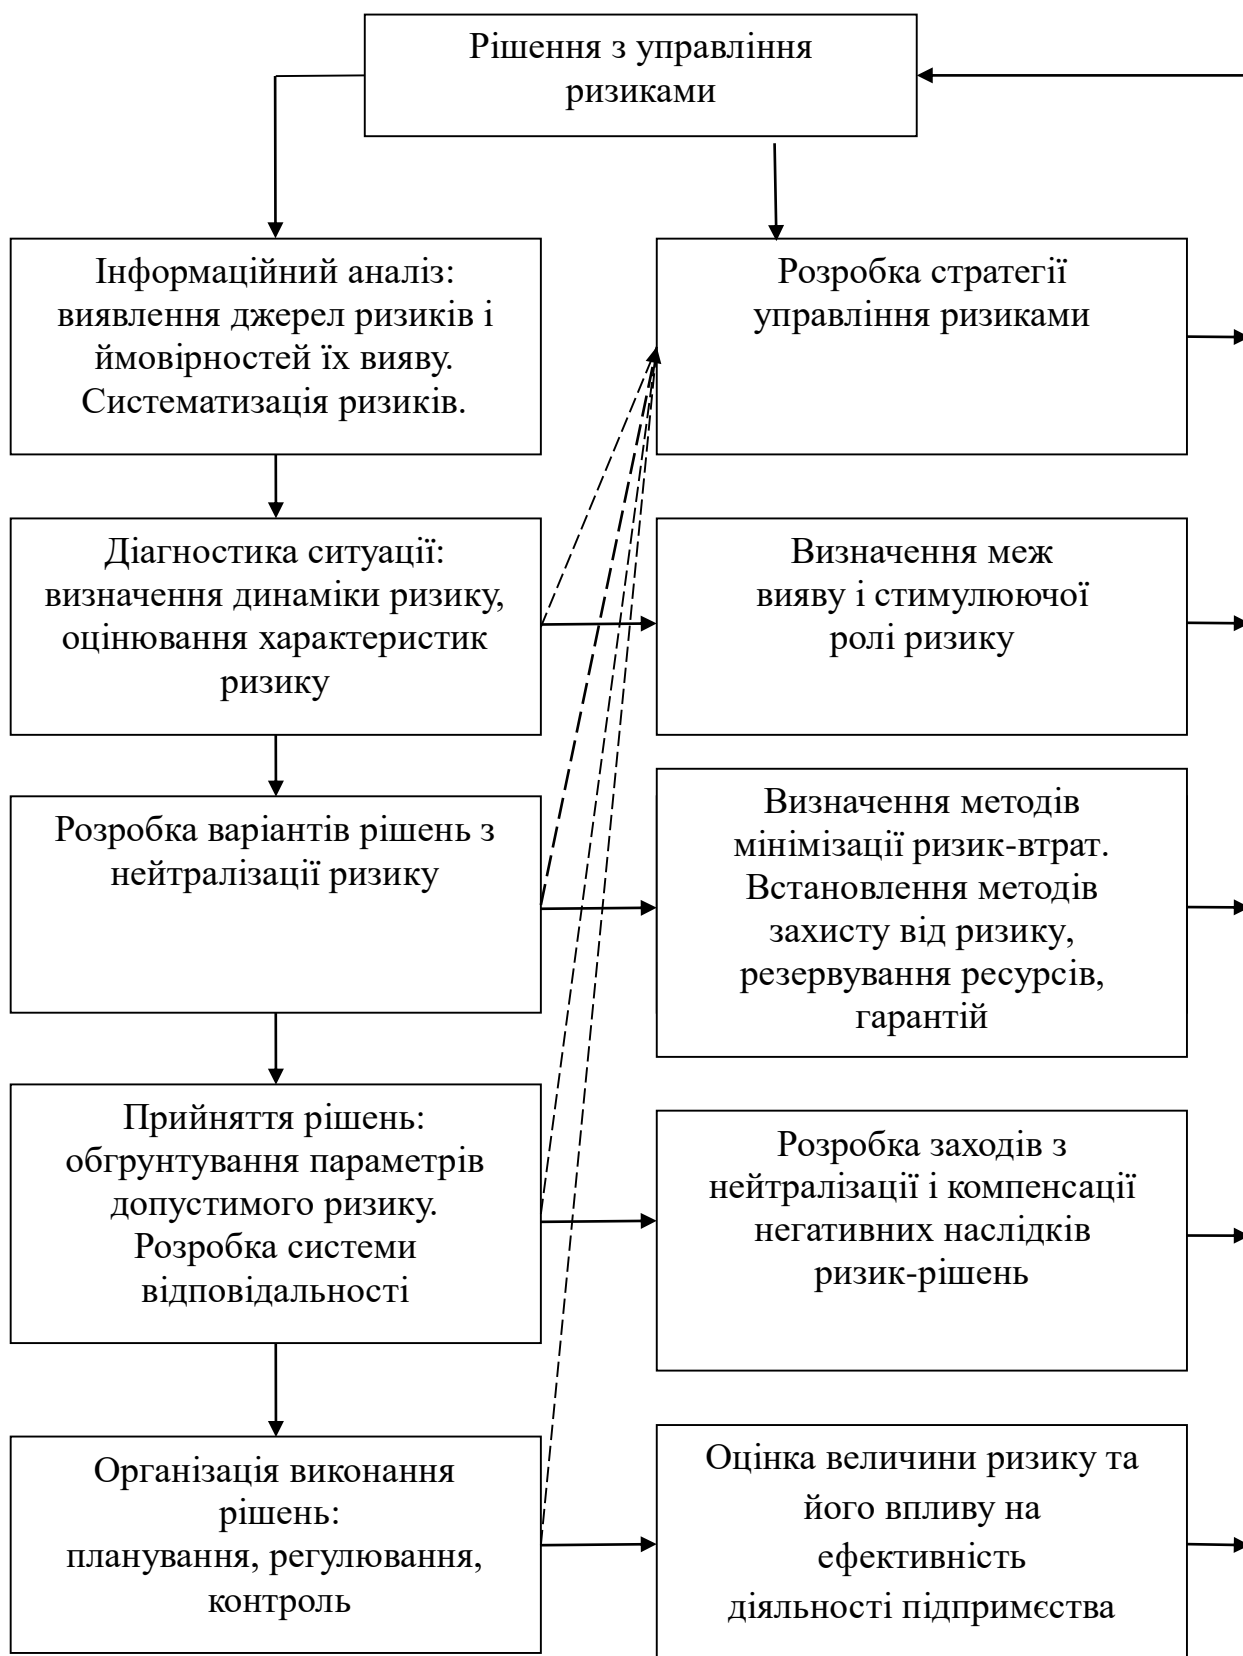 Рішення з управління
ризиками
Інформаційний аналіз:
виявлення джерел ризиків і
ймовірностей їх вияву.
Систематизація ризиків.
Розробка стратегії
управління ризиками
Діагностика ситуації:
визначення динаміки ризику,
оцінювання характеристик
ризику
Визначення меж
вияву і стимулюючої
ролі ризику
Розробка варіантів рішень з
нейтралізації ризику
Визначення методів
мінімізації ризик-втрат.
Встановлення методів
захисту від ризику,
резервування ресурсів,
гарантій
Прийняття рішень:
обгрунтування параметрів
допустимого ризику.
Розробка системи
відповідальності
Розробка заходів з
нейтралізації і компенсації
негативних наслідків
ризик-рішень
Організація виконання
рішень:
планування, регулювання,
контроль
Оцінка величини ризику та
його впливу на
ефективність
діяльності підпримєства